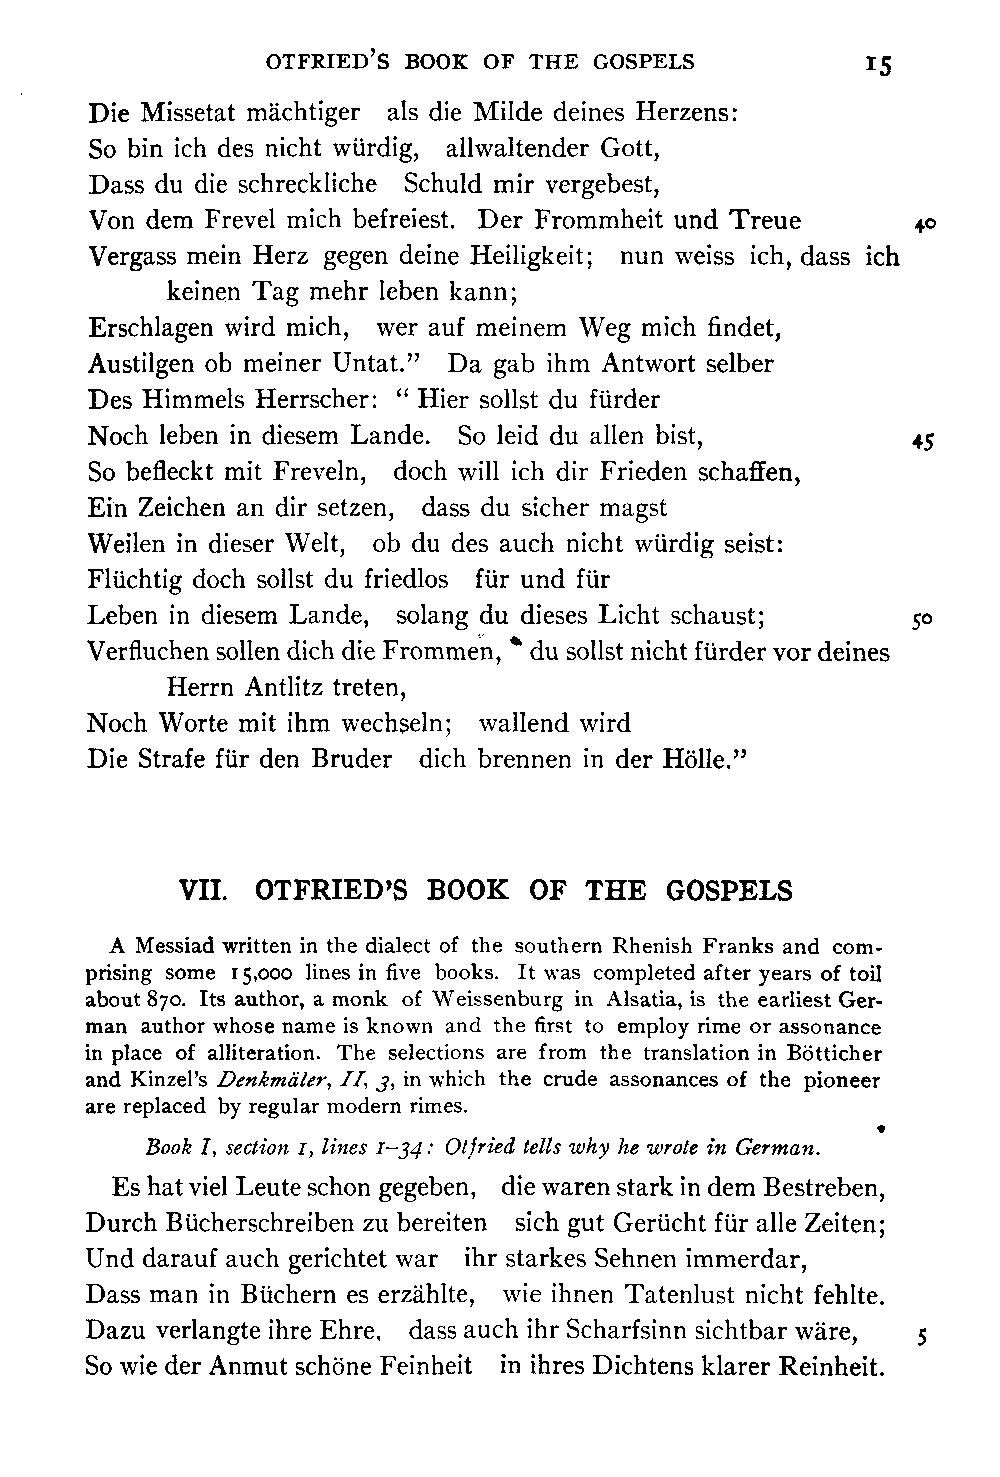 OTFRIED'S BOOK OF THE GOSPELS 15
Die Missetat mächtiger als die Milde deines Herzens:
So bin ich des nicht würdig, allwaltender Gott,
Dass du die schreckliche Schuld mir vergebest,
Von dem Frevel mich befreiest. Der Frommheit und Treue 40
Vergass mein Herz gegen deine Heiligkeit; nun weiss ich, dass ich
keinen Tag mehr leben kann;
Erschlagen wird mich, wer auf meinem Weg mich findet,
Austilgen ob meiner Untat.” Da gab ihm Antwort selber
Des Himmels Herrscher: “Hier sollst du fürder
Noch leben in diesem Lande. So leid du allen bist, 45
So befleckt mit Freveln, doch will ich dir Frieden schaffen,
Ein Zeichen an dir setzen, dass du sicher magst
Weilen in dieser Welt, ob du des auch nicht würdig seist:
Flüchtig doch sollst du friedlos für und für
Leben in diesem Lande, solang du dieses Licht schaust; 50
Verfluchen sollen dich die Frommen, du sollst nicht fürder vor deines
Herrn Antlitz treten,
Noch Worte mit ihm wechseln; wallend wird
Die Strafe für den Bruder dich brennen in der Hölle.”
VII. OTFRIED'S BOOK OF THE GOSPELS
A Messiad written in the dialect of the southern Rhenish Franks and com-
prising some 15,000 lines in five books. It was completed after years of toil
about 870. Its author, a monk of Weissenburg in Alsatia, is the earliest Ger-
man author whose name is known and the first to employ rime or assonance
in place of alliteration. The selections are from the translation in Bötticher
and Kinzel's Denkmäler, II, 3, in which the crude assonances of the pioneer
are replaced by regular modern rimes.
Book I, section 1, lines 1–34: Otfried tells why he wrote in German.
Es hat viel Leute schon gegeben, die waren stark in dem Bestreben,
Durch Bücherschreiben zu bereiten sich gut Gerücht für alle Zeiten;
Und darauf auch gerichtet war ihr starkes Sehnen immerdar,
Dass man in Büchern es erzählte, wie ihnen Tatenlust nicht fehlte.
Dazu verlangte ihre Ehre, dass auch ihr Scharfsinn sichtbar wäre, 5
So wie der Anmut schöne Feinheit in ihres Dichtens klarer Reinheit.